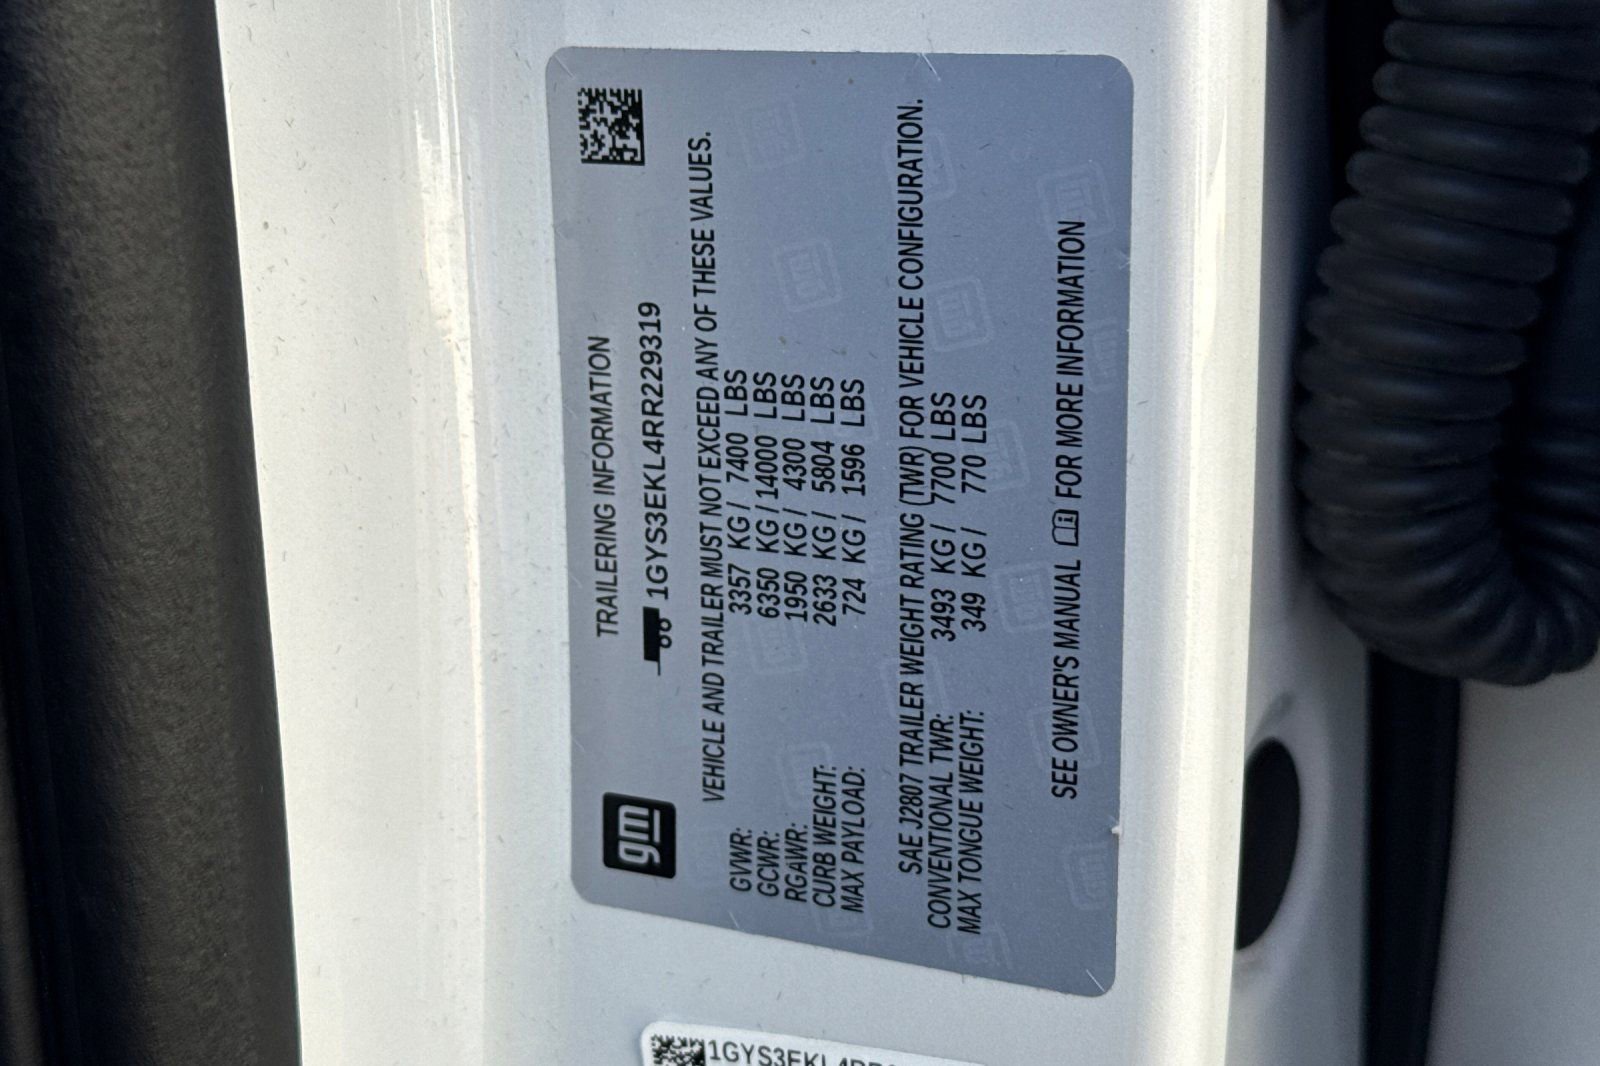 gm
TRAILERING INFORMATION
1GYS3EKL4RR229319
VEHICLE AND TRAILER MUST NOT EXCEED ANY OF THESE VALUES.
GVWR: 3357 KG / 7400 LBS
GCWR: 6350 KG / 14000 LBS
RGAWR: 1950 KG / 4300 LBS
CURB WEIGHT: 2633 KG / 5804 LBS
MAX PAYLOAD: 724 KG / 1596 LBS
SAE J2807 TRAILER WEIGHT RATING (TWR) FOR VEHICLE CONFIGURATION.
CONVENTIONAL TWR: 3493 KG / 7700 LBS
MAX TONGUE WEIGHT: 349 KG / 770 LBS
SEE OWNER'S MANUAL FOR MORE INFORMATION